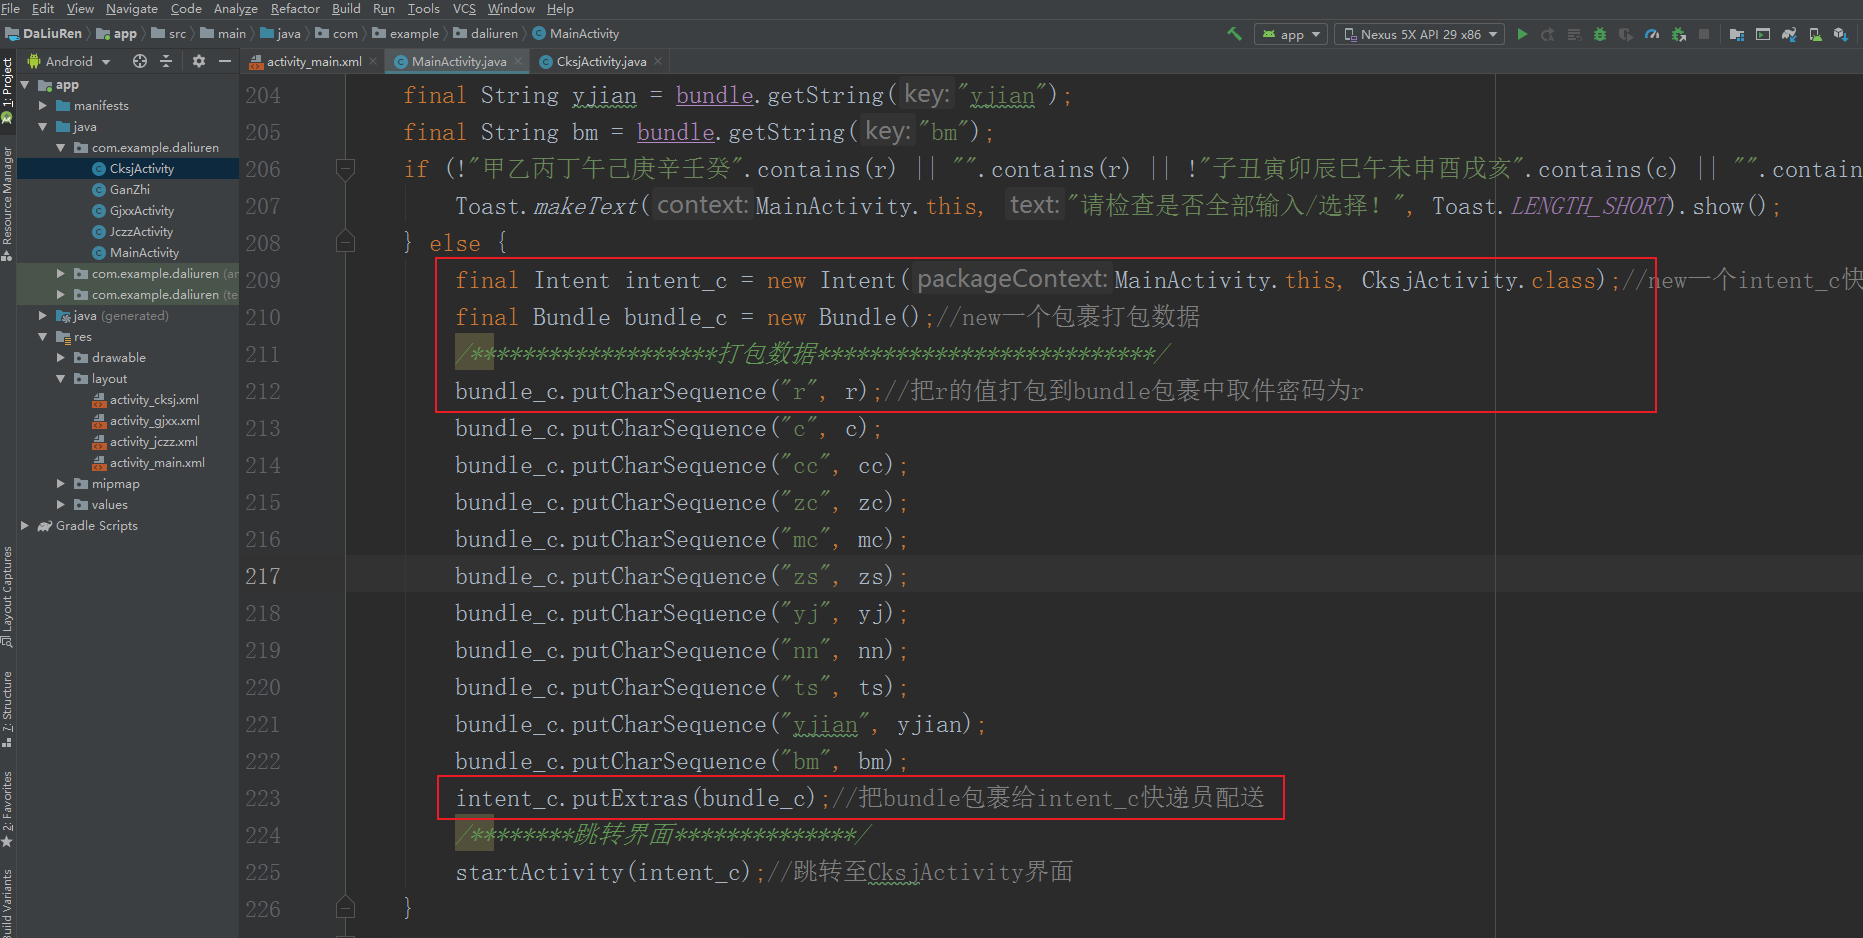 File Edit View Navigate Code Analyze Refactor Build Run Tools VCS Window Help
DaLiuRen app src main java com example daliuren MainActivity app Nexus 5X API 29 x86
Android activity_main.xml MainActivity.java CksjActivity.java
1: Project
Resource Manager
Layout Captures
7: Structure
2: Favorites
Build Variants
app
manifests
java
com.example.daliuren
CksjActivity
GanZhi
GjxxActivity
JczzActivity
MainActivity
com.example.daliuren (an
com.example.daliuren (te
java (generated)
res
drawable
layout
activity_cksj.xml
activity_gjxx.xml
activity_jczz.xml
activity_main.xml
mipmap
values
Gradle Scripts
204 final String yjian = bundle.getString( key: "yjian");
205 final String bm = bundle.getString( key: "bm");
206 if (!"甲乙丙丁午己庚辛壬癸".contains(r) || "".contains(r) || !"子丑寅卯辰巳午未申酉戌亥".contains(c) || "".contain
207 Toast.makeText( context: MainActivity.this, text: "请检查是否全部输入/选择！", Toast.LENGTH_SHORT).show();
208 } else {
209 final Intent intent_c = new Intent( packageContext: MainActivity.this, CksjActivity.class);//new一个intent_c快
210 final Bundle bundle_c = new Bundle();//new一个包裹打包数据
211 /*******************打包数据**************************/
212 bundle_c.putCharSequence("r", r);//把r的值打包到bundle包裹中取件密码为r
213 bundle_c.putCharSequence("c", c);
214 bundle_c.putCharSequence("cc", cc);
215 bundle_c.putCharSequence("zc", zc);
216 bundle_c.putCharSequence("mc", mc);
217 bundle_c.putCharSequence("zs", zs);
218 bundle_c.putCharSequence("yj", yj);
219 bundle_c.putCharSequence("nn", nn);
220 bundle_c.putCharSequence("ts", ts);
221 bundle_c.putCharSequence("yjian", yjian);
222 bundle_c.putCharSequence("bm", bm);
223 intent_c.putExtras(bundle_c);//把bundle包裹给intent_c快递员配送
224 /********跳转界面**************/
225 startActivity(intent_c);//跳转至CksjActivity界面
226 }